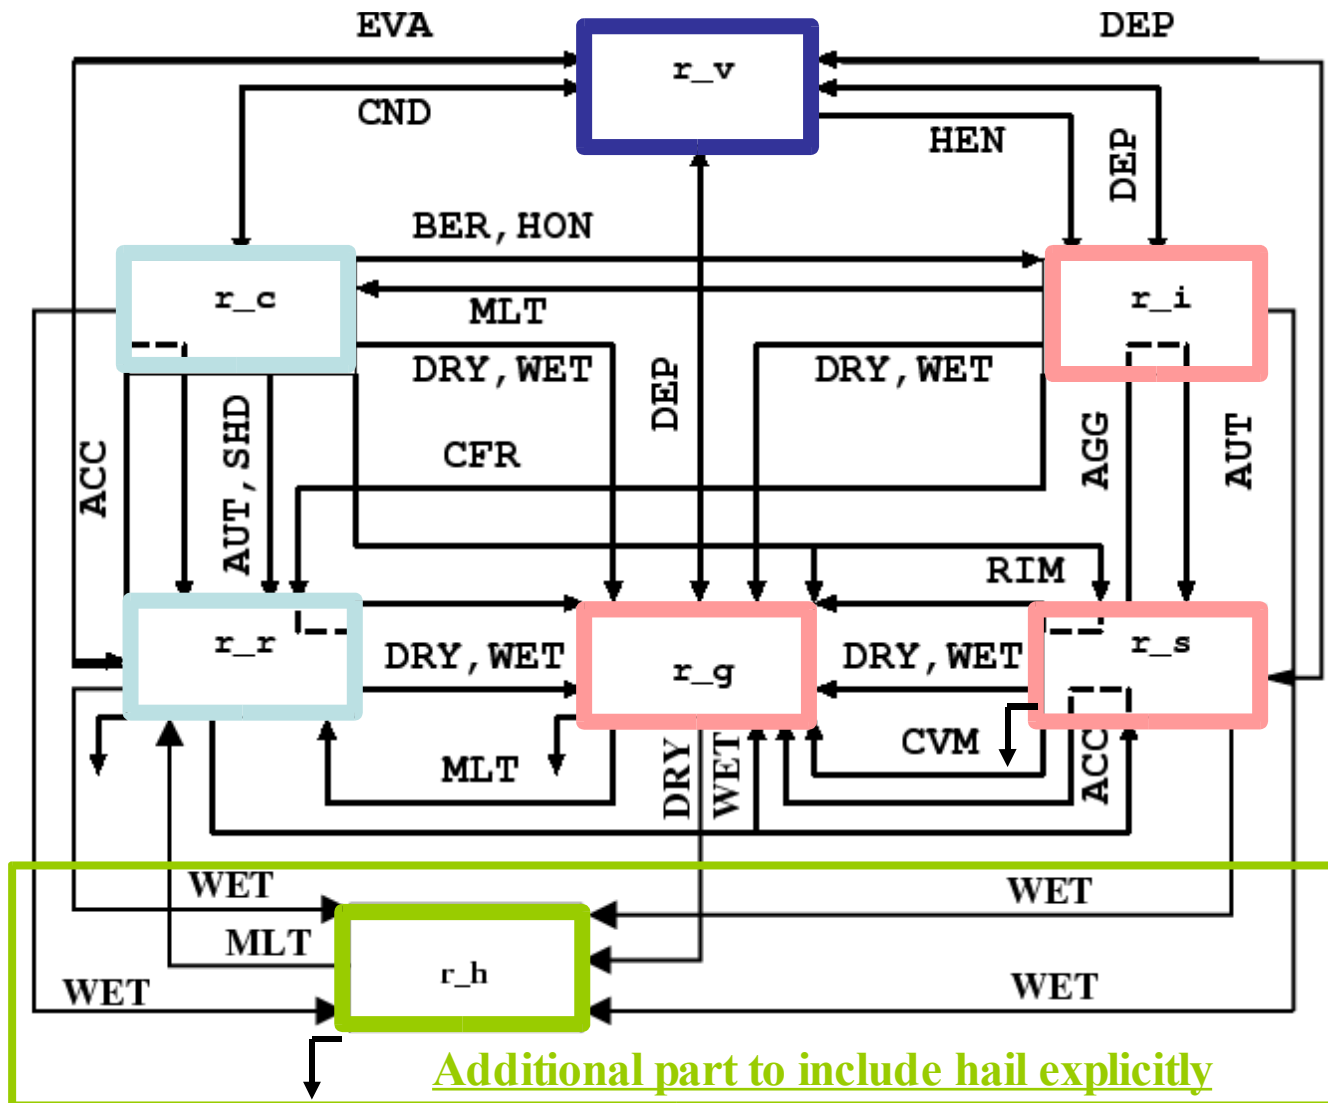 EVA
DEP
r_v
CND
HEN
DEP
BER,HON
r_c
r_i
MLT
DRY,WET
DEP
DRY,WET
ACC
AUT,SHD
CFR
AGG
AUT
RIM
r_r
DRY,WET
r_g
DRY,WET
r_s
MLT
DRY
WET
CVM
ACC
WET
WET
MLT
r_h
WET
WET
Additional part to include hail explicitly